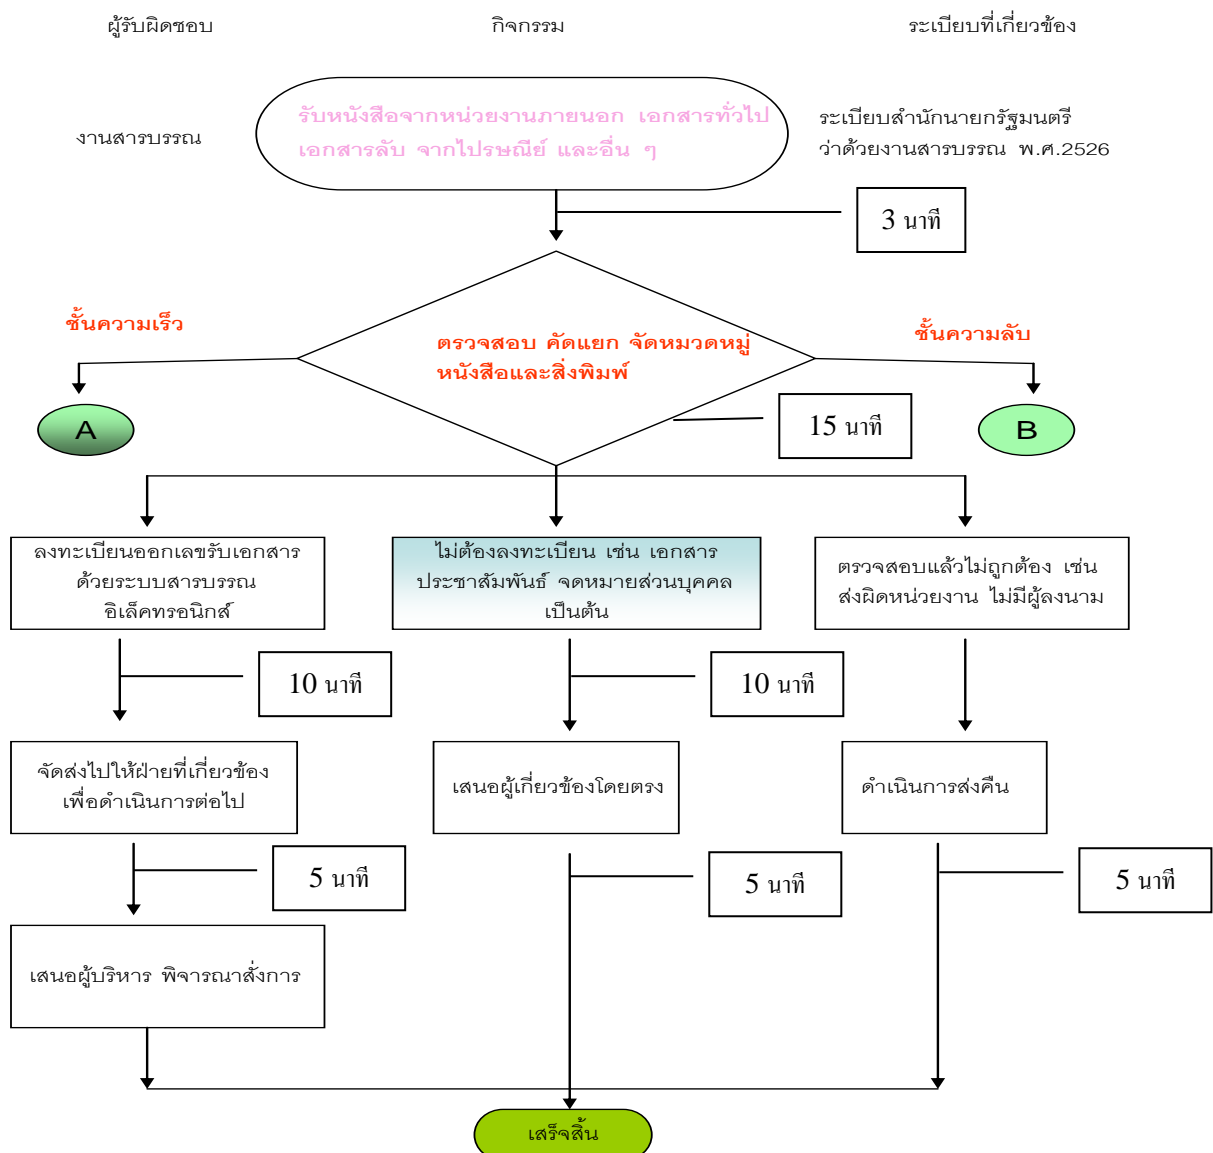 ผู้รับผิดชอบ
กิจกรรม
ระเบียบที่เกี่ยวข้อง
งานสารบรรณ
รับหนังสือจากหน่วยงานภายนอก เอกสารทั่วไป
เอกสารลับ จากไปรษณีย์ และอื่น ๆ
ระเบียบสำนักนายกรัฐมนตรี
ว่าด้วยงานสารบรรณ พ.ศ.2526
3 นาที
ชั้นความเร็ว
ตรวจสอบ คัดแยก จัดหมวดหมู่
หนังสือและสิ่งพิมพ์
ชั้นความลับ
A
15 นาที
B
ลงทะเบียนออกเลขรับเอกสาร
ด้วยระบบสารบรรณ
อิเล็คทรอนิกส์
ไม่ต้องลงทะเบียน เช่น เอกสาร
ประชาสัมพันธ์ จดหมายส่วนบุคคล
เป็นต้น
ตรวจสอบแล้วไม่ถูกต้อง เช่น
ส่งผิดหน่วยงาน ไม่มีผู้ลงนาม
10 นาที
10 นาที
จัดส่งไปให้ฝ่ายที่เกี่ยวข้อง
เพื่อดำเนินการต่อไป
เสนอผู้เกี่ยวข้องโดยตรง
ดำเนินการส่งคืน
5 นาที
5 นาที
5 นาที
เสนอผู้บริหาร พิจารณาสั่งการ
เสร็จสิ้น